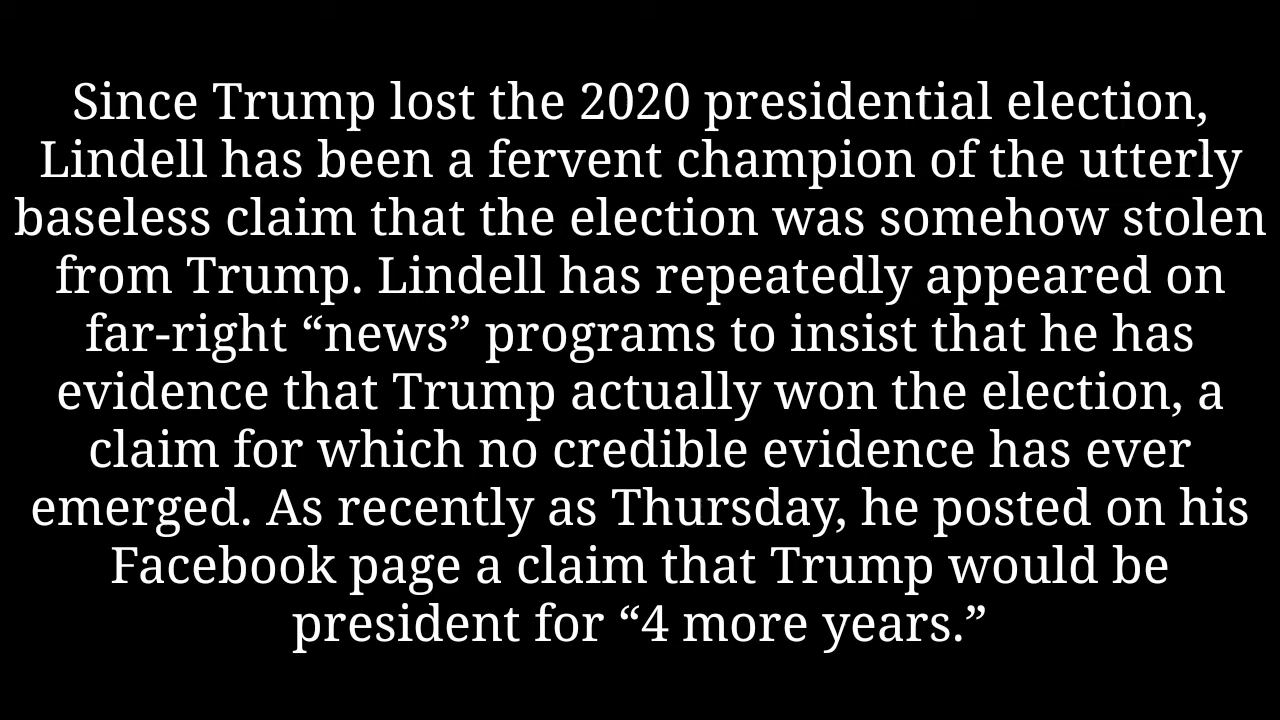 Since Trump lost the 2020 presidential election,
Lindell has been a fervent champion of the utterly
baseless claim that the election was somehow stolen
from Trump. Lindell has repeatedly appeared on
far-right “news” programs to insist that he has
evidence that Trump actually won the election, a
claim for which no credible evidence has ever
emerged. As recently as Thursday, he posted on his
Facebook page a claim that Trump would be
president for “4 more years.”